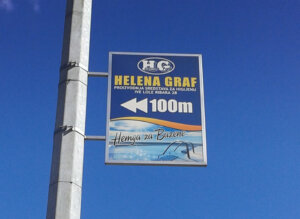 HG
HELENA GRAF
PROIZVODNJA SREDSTAVA ZA HIGIJENU
IVE LOLE RIBARA 28
100m
Hemija za Bazene